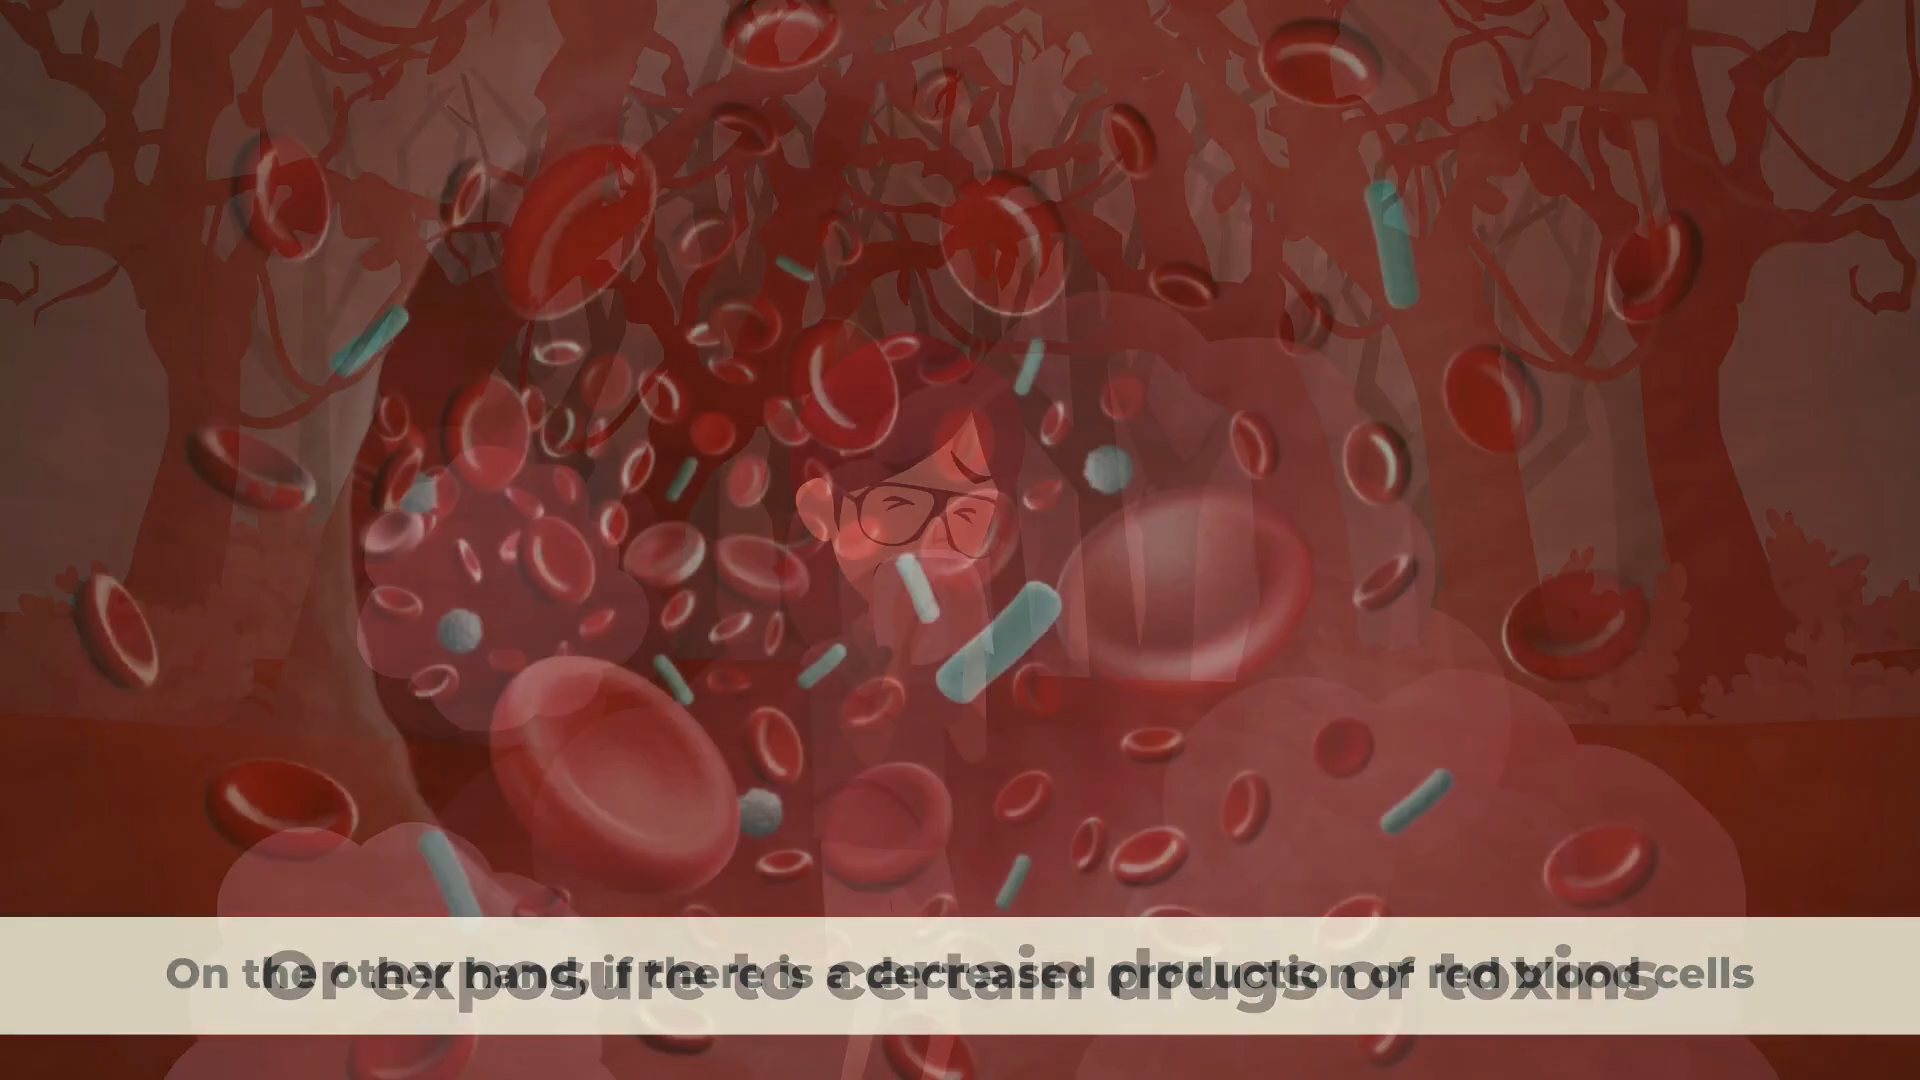 Or exposure to certain drugs or toxins
On the other hand, if there is a decreased production of red blood cells